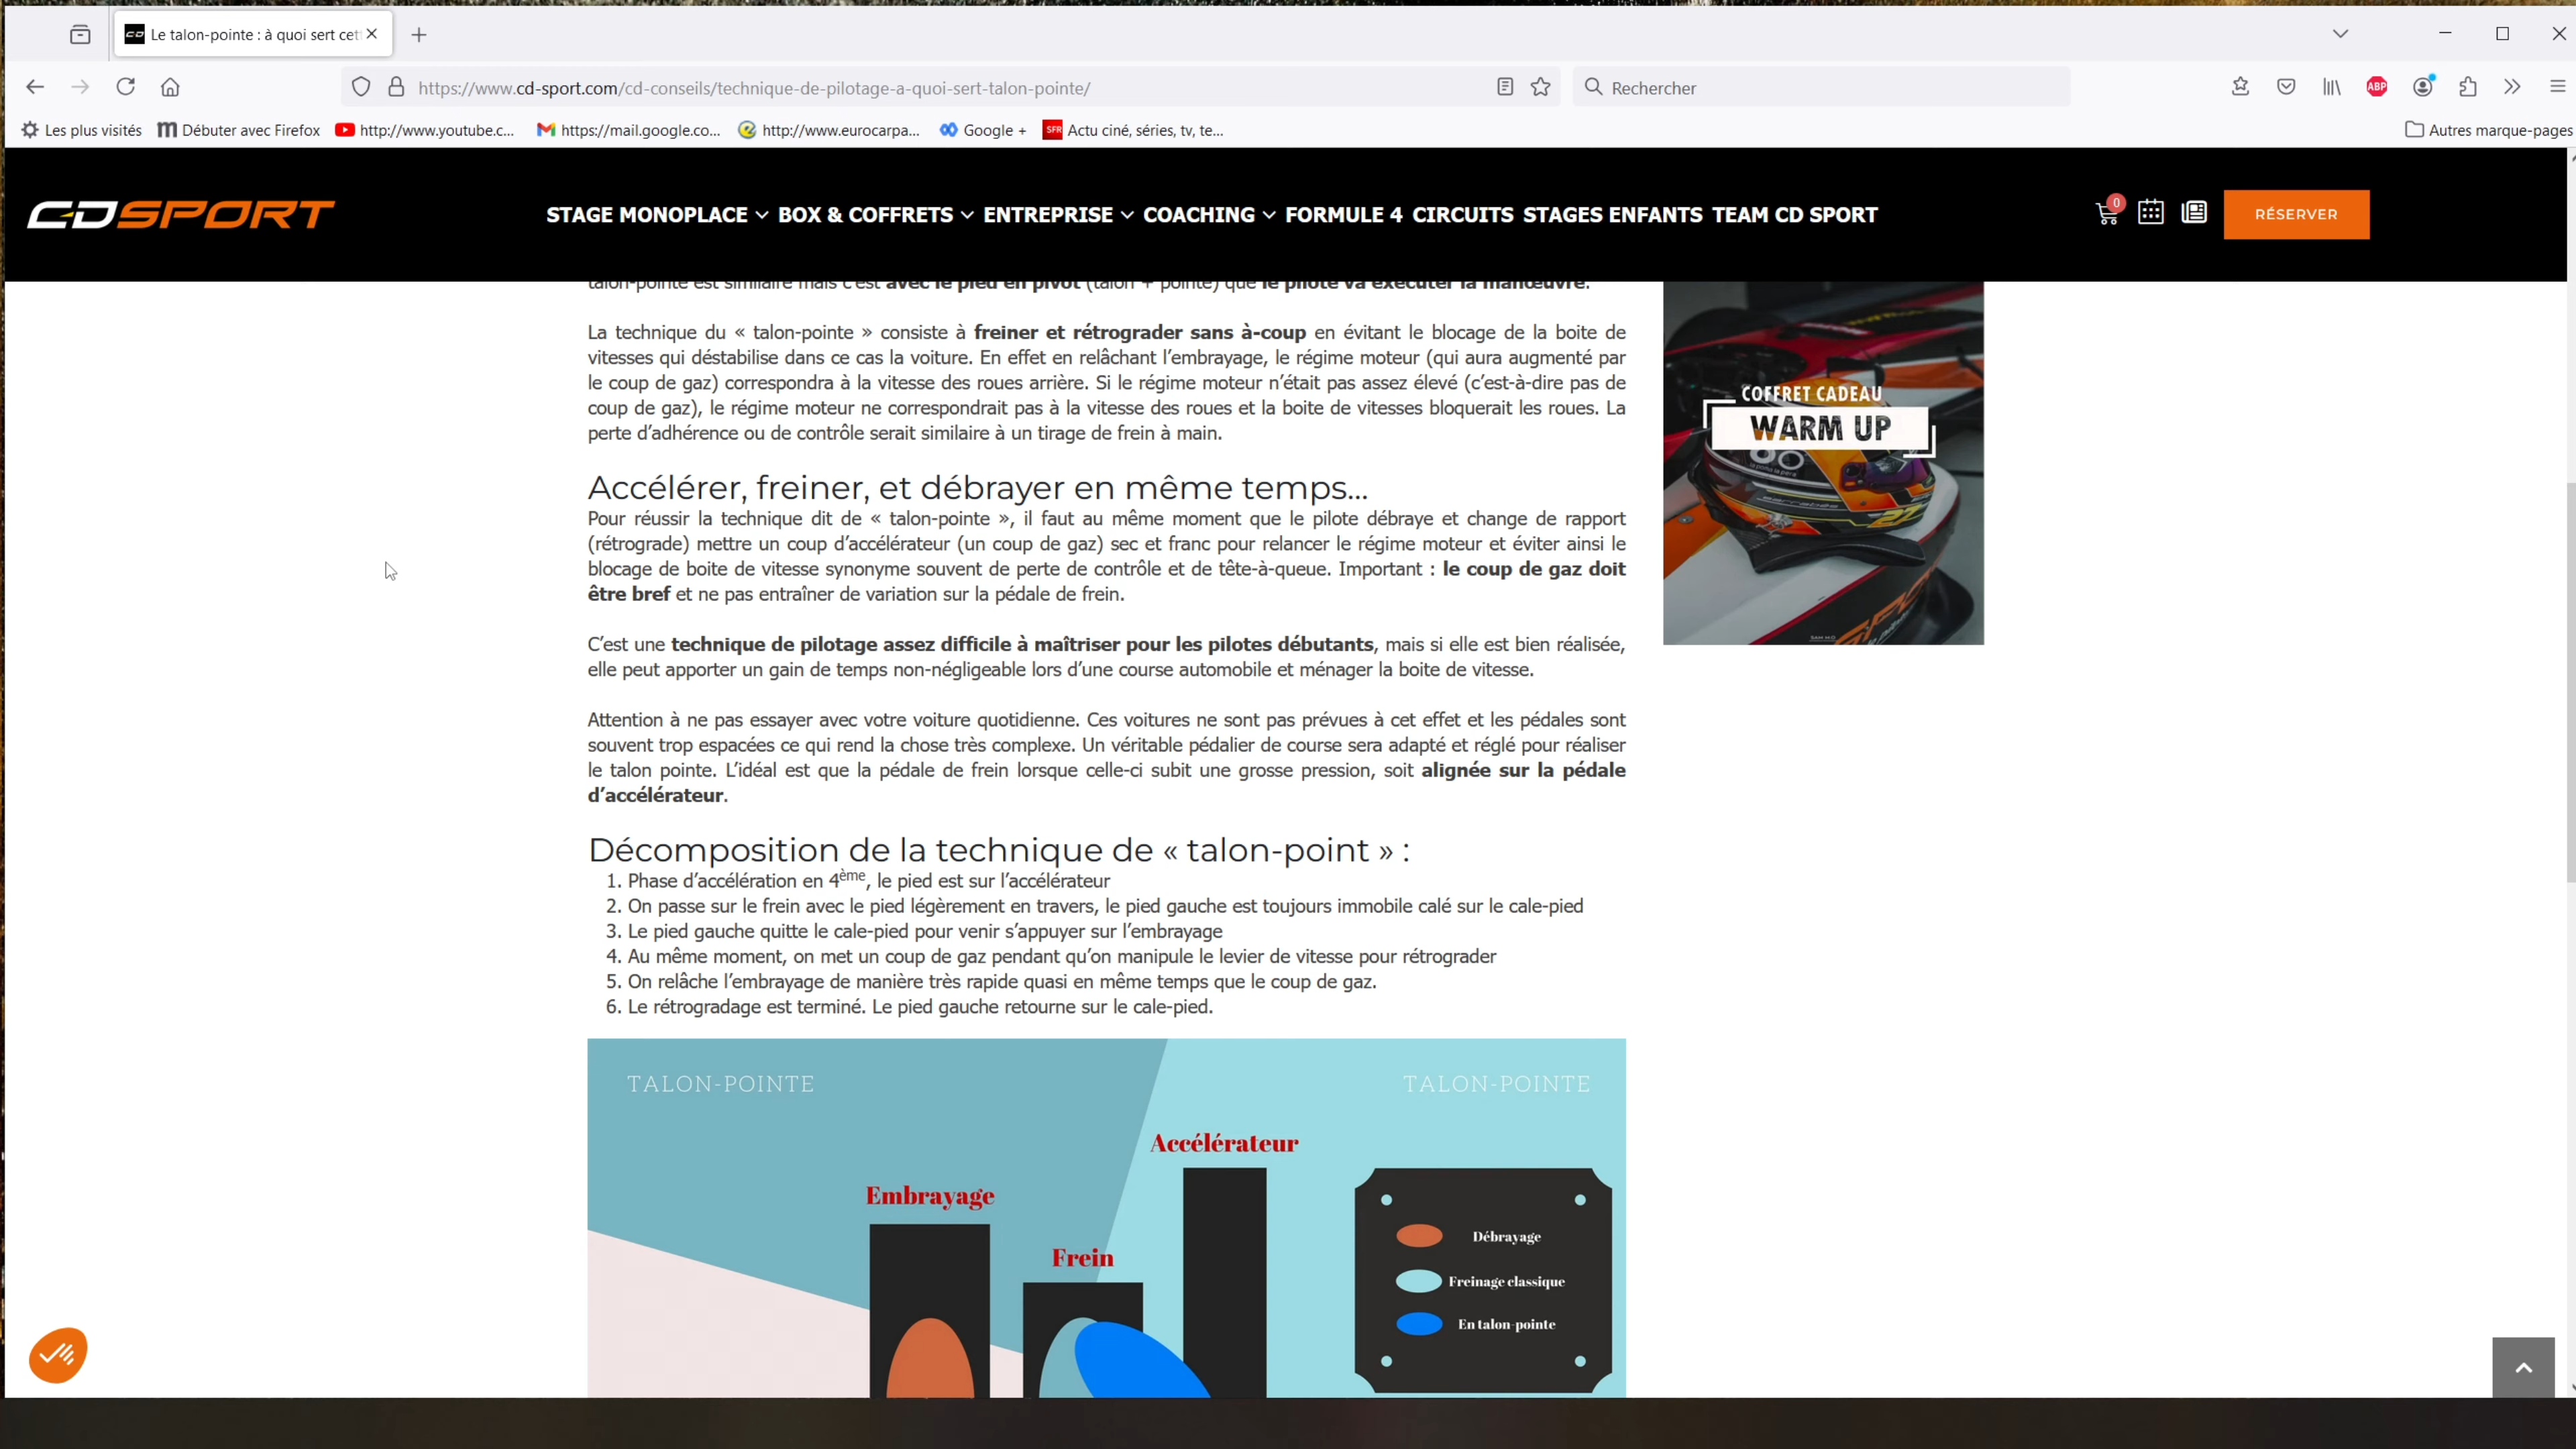 Le talon-pointe : à quoi sert cet
https://www.cd-sport.com/cd-conseils/technique-de-pilotage-a-quoi-sert-talon-pointe/
Rechercher
ABP
Les plus visités
Débuter avec Firefox
http://www.youtube.c...
https://mail.google.co...
http://www.eurocarpa...
Google +
SFR Actu ciné, séries, tv, te...
Autres marque-pages
CDSPORT
STAGE MONOPLACE BOX & COFFRETS ENTREPRISE COACHING FORMULE 4 CIRCUITS STAGES ENFANTS TEAM CD SPORT
0
RÉSERVER
talon-pointe est similaire mais c'est avec le pied en pivot (talon + pointe) que le pilote va exécuter la manœuvre.
La technique du « talon-pointe » consiste à freiner et rétrograder sans à-coup en évitant le blocage de la boite de
vitesses qui déstabilise dans ce cas la voiture. En effet en relâchant l'embrayage, le régime moteur (qui aura augmenté par
le coup de gaz) correspondra à la vitesse des roues arrière. Si le régime moteur n'était pas assez élevé (c'est-à-dire pas de
coup de gaz), le régime moteur ne correspondrait pas à la vitesse des roues et la boite de vitesses bloquerait les roues. La
perte d'adhérence ou de contrôle serait similaire à un tirage de frein à main.
Accélérer, freiner, et débrayer en même temps…
Pour réussir la technique dit de « talon-pointe », il faut au même moment que le pilote débraye et change de rapport
(rétrograde) mettre un coup d'accélérateur (un coup de gaz) sec et franc pour relancer le régime moteur et éviter ainsi le
blocage de boite de vitesse synonyme souvent de perte de contrôle et de tête-à-queue. Important : le coup de gaz doit
être bref et ne pas entraîner de variation sur la pédale de frein.
C'est une technique de pilotage assez difficile à maîtriser pour les pilotes débutants, mais si elle est bien réalisée,
elle peut apporter un gain de temps non-négligeable lors d'une course automobile et ménager la boite de vitesse.
Attention à ne pas essayer avec votre voiture quotidienne. Ces voitures ne sont pas prévues à cet effet et les pédales sont
souvent trop espacées ce qui rend la chose très complexe. Un véritable pédalier de course sera adapté et réglé pour réaliser
le talon pointe. L'idéal est que la pédale de frein lorsque celle-ci subit une grosse pression, soit alignée sur la pédale
d'accélérateur.
Décomposition de la technique de « talon-point » :
1. Phase d'accélération en 4ème, le pied est sur l'accélérateur
2. On passe sur le frein avec le pied légèrement en travers, le pied gauche est toujours immobile calé sur le cale-pied
3. Le pied gauche quitte le cale-pied pour venir s'appuyer sur l'embrayage
4. Au même moment, on met un coup de gaz pendant qu'on manipule le levier de vitesse pour rétrograder
5. On relâche l'embrayage de manière très rapide quasi en même temps que le coup de gaz.
6. Le rétrogradage est terminé. Le pied gauche retourne sur le cale-pied.
COFFRET CADEAU
WARM UP
27
TALON-POINTE
TALON-POINTE
Accélérateur
Embrayage
Frein
Débrayage
Freinage classique
En talon-pointe